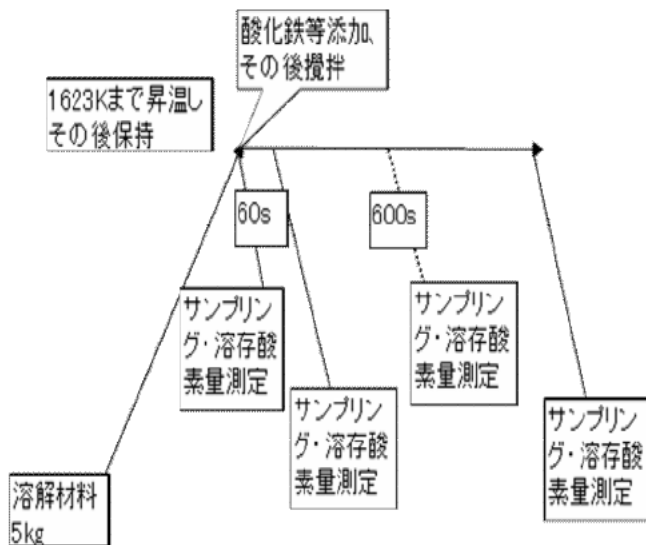 酸化鉄等添加、
その後攪拌
1623Kまで昇温し
その後保持
60s
600s
サンプリン
グ・溶存酸
素量測定
サンプリン
グ・溶存酸
素量測定
サンプリン
グ・溶存酸
素量測定
サンプリン
グ・溶存酸
素量測定
溶解材料
5kg